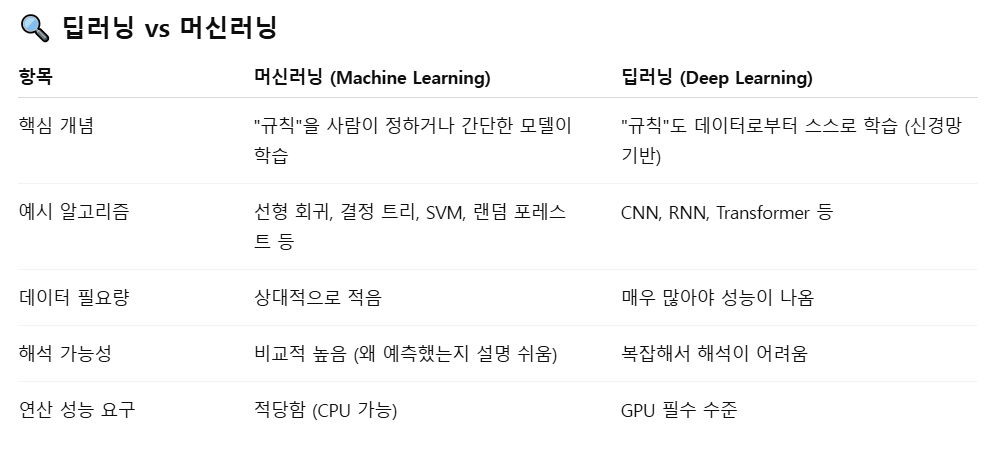 🔍 딥러닝 vs 머신러닝
항목 머신러닝 (Machine Learning) 딥러닝 (Deep Learning)
핵심 개념 "규칙"을 사람이 정하거나 간단한 모델이 "규칙"도 데이터로부터 스스로 학습 (신경망
학습 기반)
예시 알고리즘 선형 회귀, 결정 트리, SVM, 랜덤 포레스 CNN, RNN, Transformer 등
트 등
데이터 필요량 상대적으로 적음 매우 많아야 성능이 나옴
해석 가능성 비교적 높음 (왜 예측했는지 설명 쉬움) 복잡해서 해석이 어려움
연산 성능 요구 적당함 (CPU 가능) GPU 필수 수준